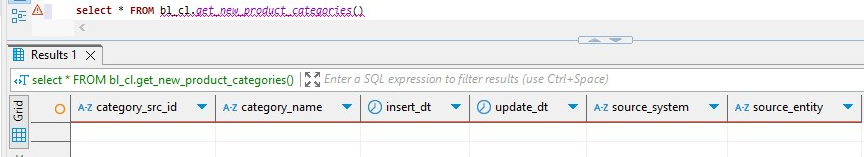 select * FROM bl_cl.get_new_product_categories()
Results 1
select * FROM bl_cl.get_new_product_categories() Enter a SQL expression to filter results (use Ctrl+Space)
Grid
A-Z category_src_id A-Z category_name insert_dt update_dt A-Z source_system A-Z source_entity